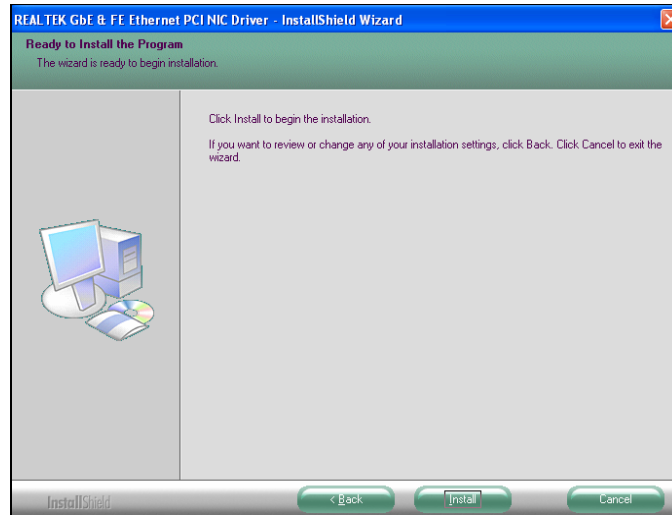 REALTEK GbE & FE Ethernet PCI NIC Driver - InstallShield Wizard
Ready to Install the Program
The wizard is ready to begin installation.
Click Install to begin the installation.
If you want to review or change any of your installation settings, click Back. Click Cancel to exit the
wizard.
InstallShield
< Back
Install
Cancel